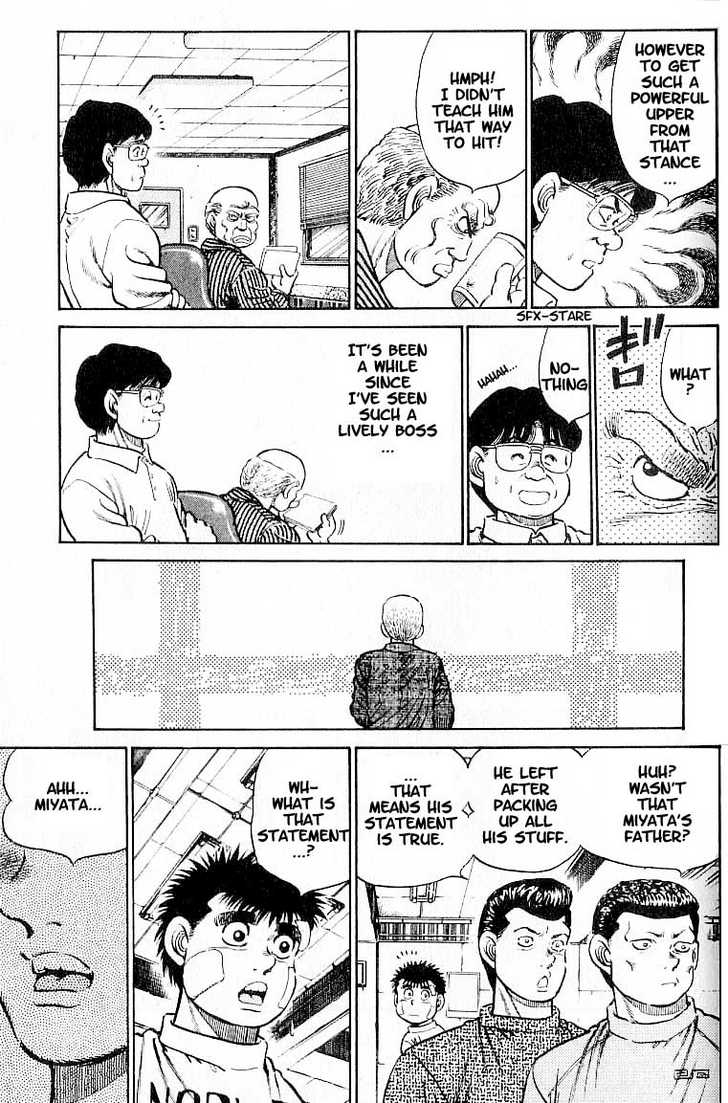 HOWEVER
TO GET
SUCH A
POWERFUL
UPPER
FROM
THAT
STANCE
...
HMPH!
I DIDN'T
TEACH HIM
THAT WAY
TO HIT!
SFX-STARE
WHAT
?
ギロ
NO-
THING
HAHAH...
IT'S BEEN
A WHILE
SINCE
I'VE SEEN
SUCH A
LIVELY BOSS
...
HUH?
WASN'T
THAT
MIYATA'S
FATHER?
HE LEFT
AFTER
PACKING
UP ALL
HIS STUFF.
...
THAT
MEANS HIS
STATEMENT
IS TRUE.
WH-
WHAT IS
THAT
STATEMENT
...?
AHH...
MIYATA...